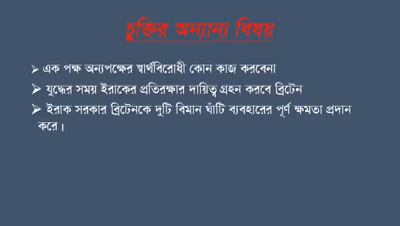 চুক্তির অন্যান্য বিষয়
➢ এক পক্ষ অন্যপক্ষের স্বার্থবিরোধী কোন কাজ করবেনা
➢ যুদ্ধের সময় ইরাকের প্রতিরক্ষার দায়িত্ব গ্রহন করবে ব্রিটেন
➢ ইরাক সরকার ব্রিটেনকে দুটি বিমান ঘাঁটি ব্যবহারের পূর্ণ ক্ষমতা প্রদান
করে।